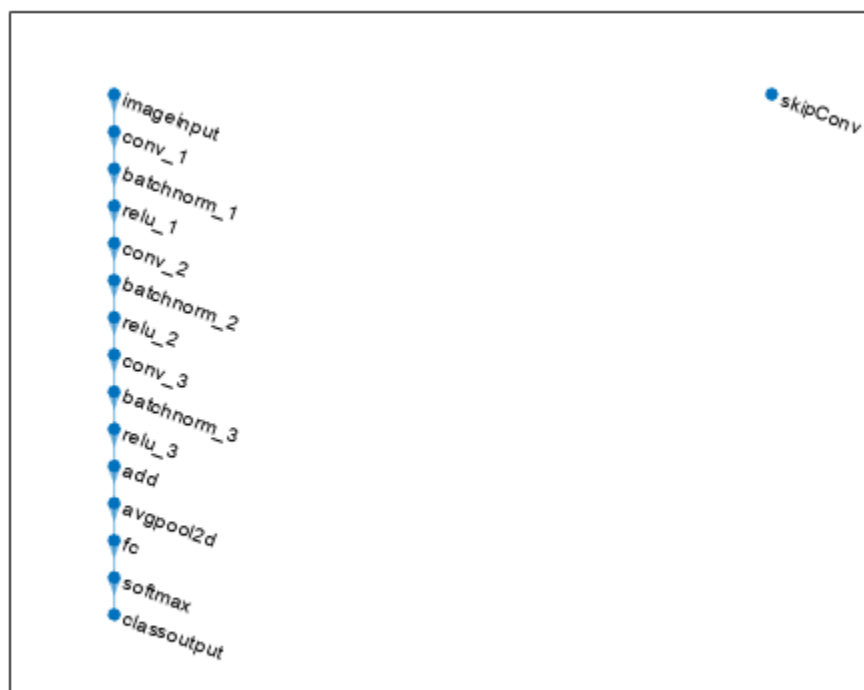 imageinput
skipConv
conv_1
batchnorm_1
relu_1
conv_2
batchnorm_2
relu_2
conv_3
batchnorm_3
relu_3
add
avgpool2d
fc
softmax
classoutput